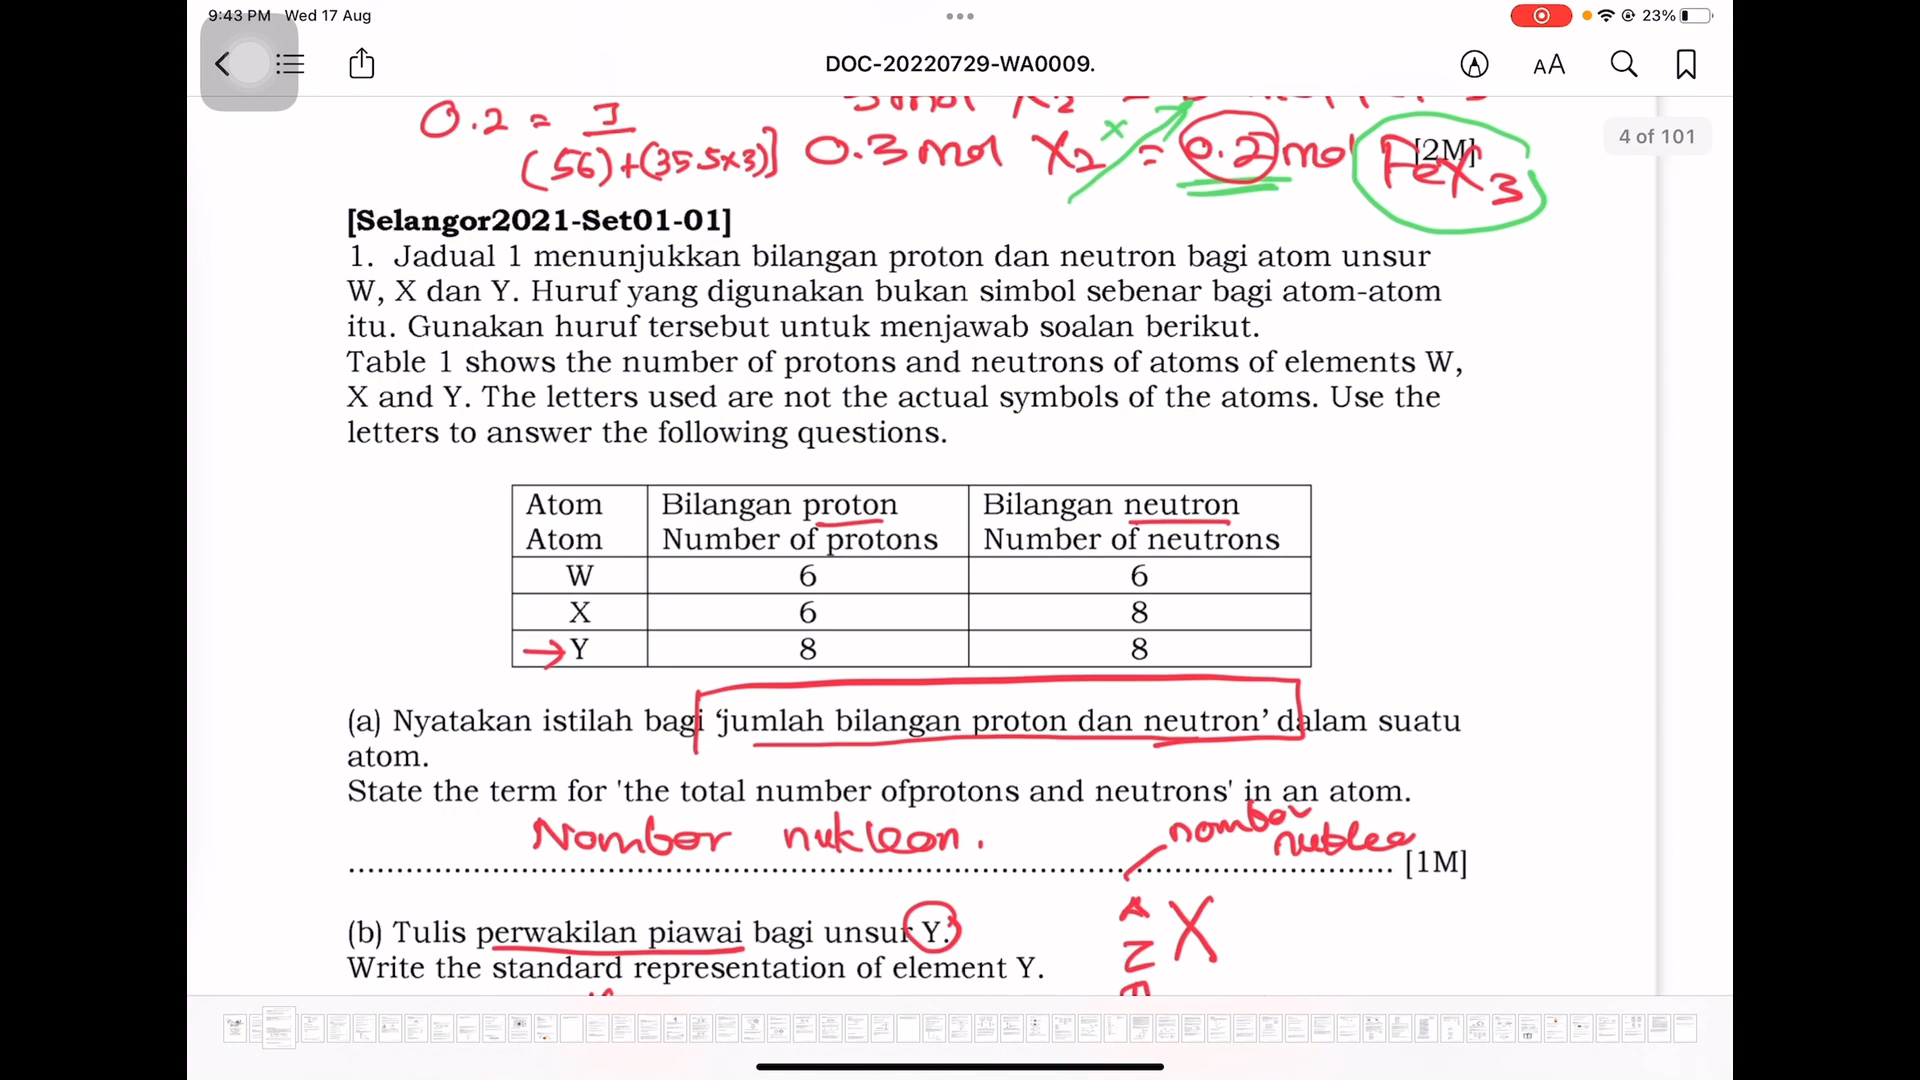 9:43 PM Wed 17 Aug
23%
DOC-20220729-WA0009.
AA
4 of 101
0.2 =
(56)+(35.5x3)]
0.3 mol X2 = 0.2 mol FeX3
[2M]
[Selangor2021-Set01-01]
1. Jadual 1 menunjukkan bilangan proton dan neutron bagi atom unsur
W, X dan Y. Huruf yang digunakan bukan simbol sebenar bagi atom-atom
itu. Gunakan huruf tersebut untuk menjawab soalan berikut.
Table 1 shows the number of protons and neutrons of atoms of elements W,
X and Y. The letters used are not the actual symbols of the atoms. Use the
letters to answer the following questions.
Atom Bilangan proton Bilangan neutron
Atom Number of protons Number of neutrons
W 6 6
X 6 8
→ Y 8 8
(a) Nyatakan istilah bagi ‘jumlah bilangan proton dan neutron’ dalam suatu
atom.
State the term for 'the total number ofprotons and neutrons' in an atom.
Nombor nukleon.
nombor
[1M]
A
Z X
(b) Tulis perwakilan piawai bagi unsur Y.
Write the standard representation of element Y.